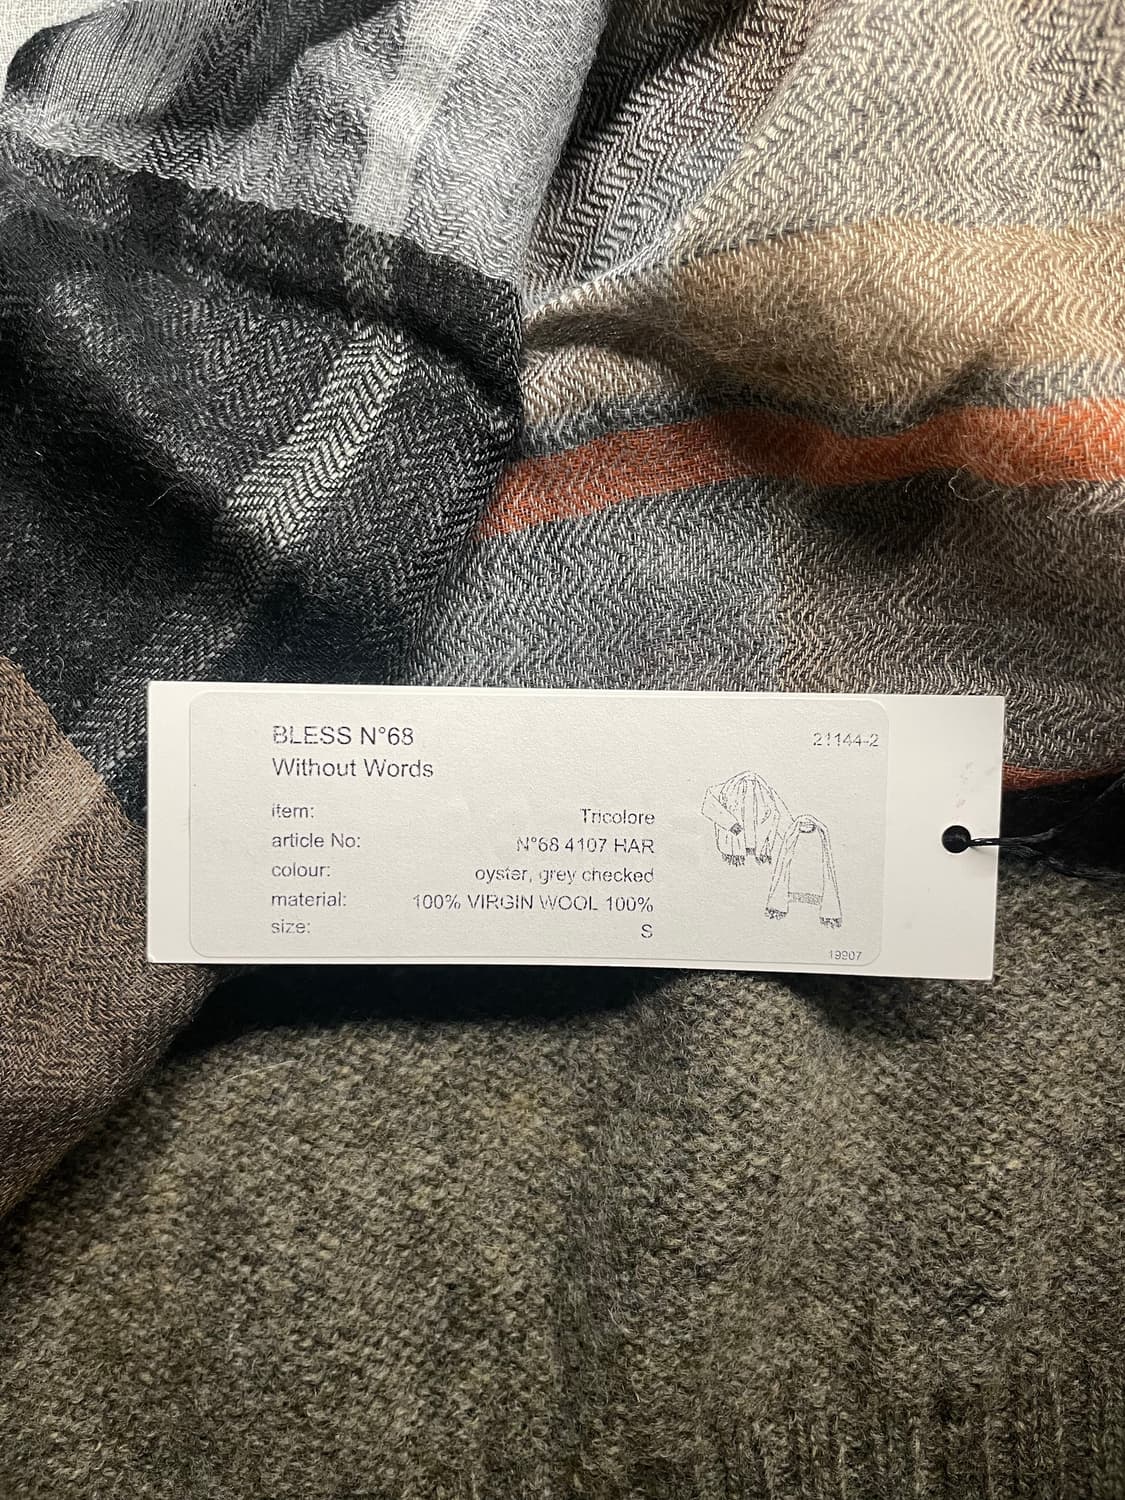 BLESS N°68
21144-2
Without Words
item: Tricolore
article No: N°68 4107 HAR
colour: oyster, grey checked
material: 100% VIRGIN WOOL 100%
size: S
19907